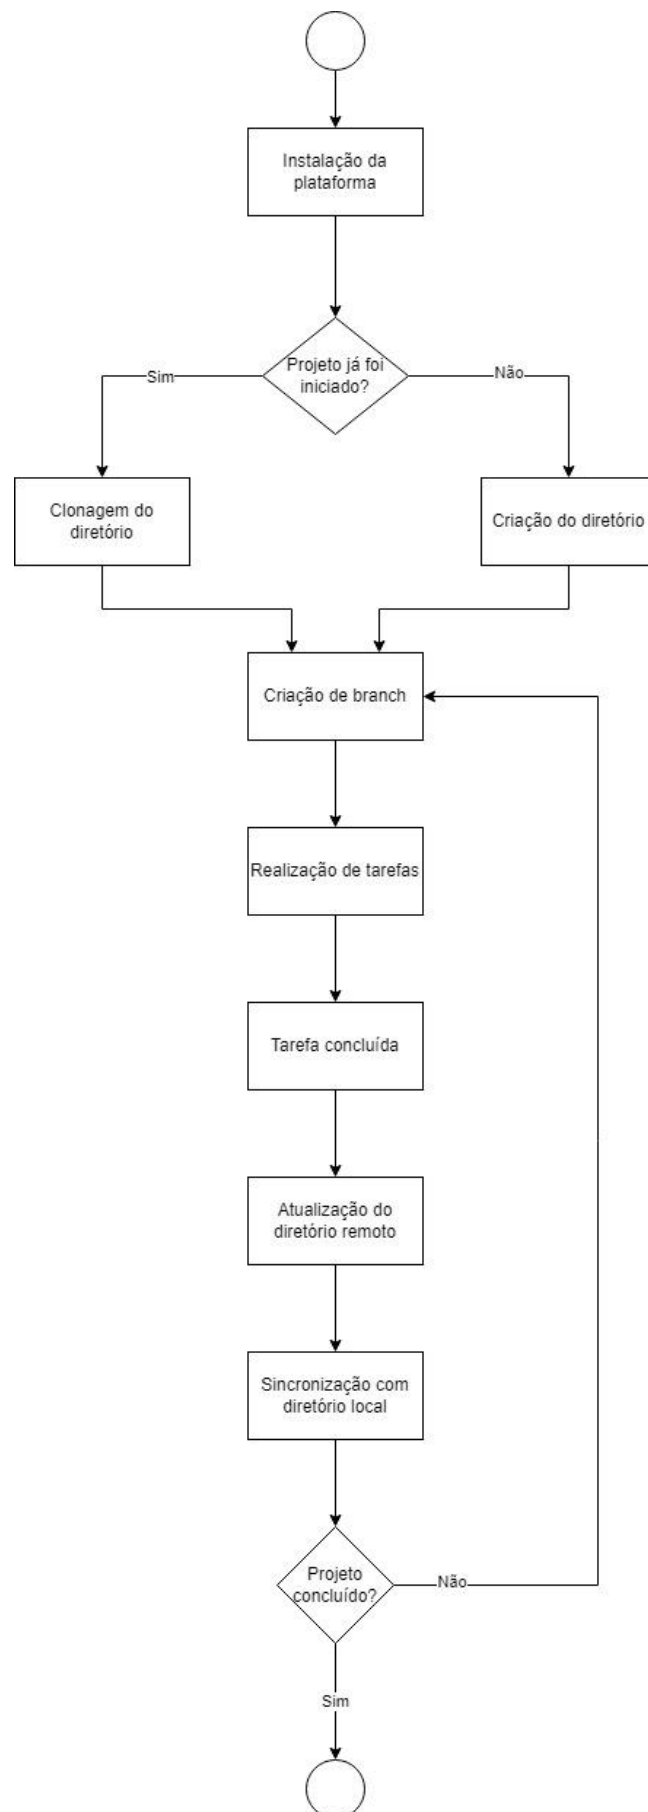 Instalação da
plataforma
Projeto já foi
iniciado?
Sim
Não
Clonagem do
diretório
Criação do diretório
Criação de branch
Realização de tarefas
Tarefa concluída
Atualização do
diretório remoto
Sincronização com
diretório local
Projeto
concluído?
Não
Sim